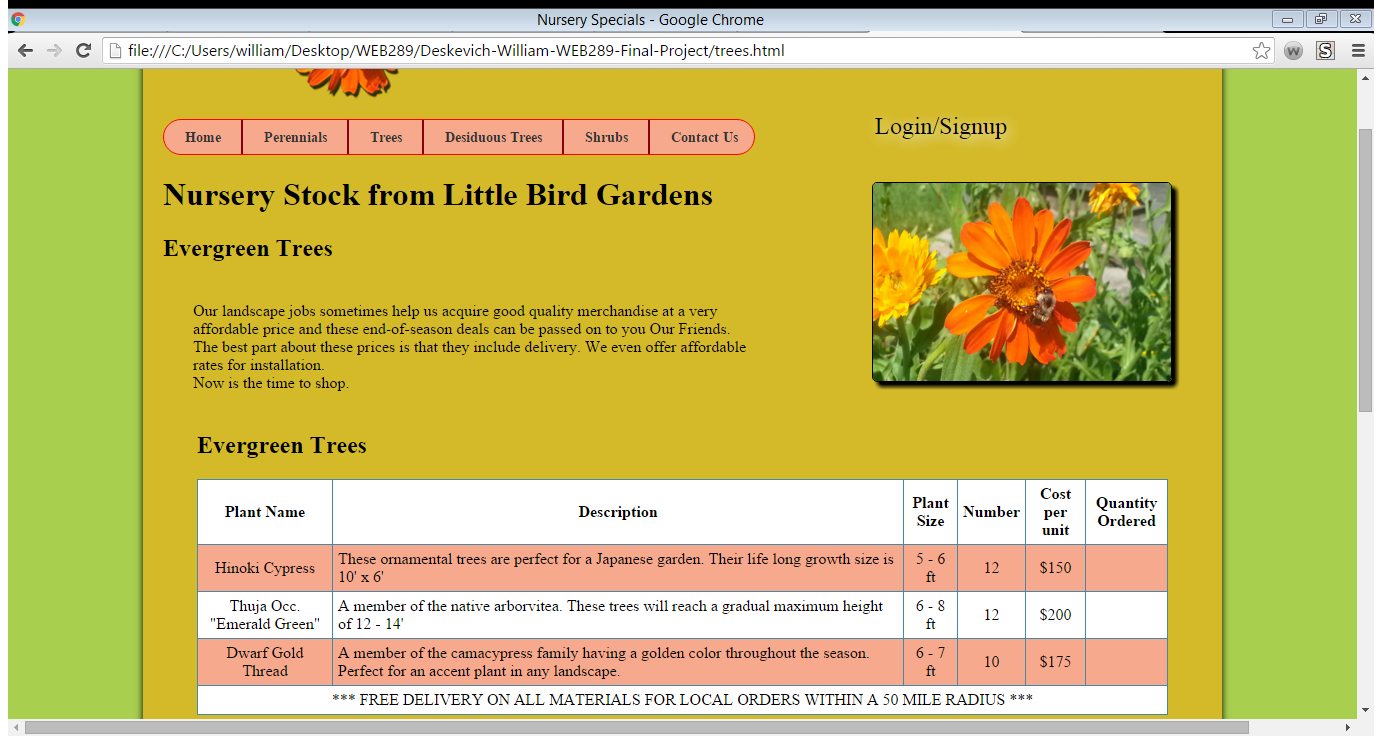 Nursery Specials - Google Chrome
file:///C:/Users/william/Desktop/WEB289/Deskevich-William-WEB289-Final-Project/trees.html
W S
Home Perennials Trees Desiduous Trees Shrubs Contact Us
Login/Signup
Nursery Stock from Little Bird Gardens
Evergreen Trees
Our landscape jobs sometimes help us acquire good quality merchandise at a very
affordable price and these end-of-season deals can be passed on to you Our Friends.
The best part about these prices is that they include delivery. We even offer affordable
rates for installation.
Now is the time to shop.
Evergreen Trees
Plant Name Description Plant Size Number Cost per unit Quantity Ordered
Hinoki Cypress These ornamental trees are perfect for a Japanese garden. Their life long growth size is
10' x 6' 5 - 6 ft 12 $150
Thuja Occ. "Emerald Green" A member of the native arborvitea. These trees will reach a gradual maximum height
of 12 - 14' 6 - 8 ft 12 $200
Dwarf Gold Thread A member of the camacypress family having a golden color throughout the season.
Perfect for an accent plant in any landscape. 6 - 7 ft 10 $175
*** FREE DELIVERY ON ALL MATERIALS FOR LOCAL ORDERS WITHIN A 50 MILE RADIUS ***